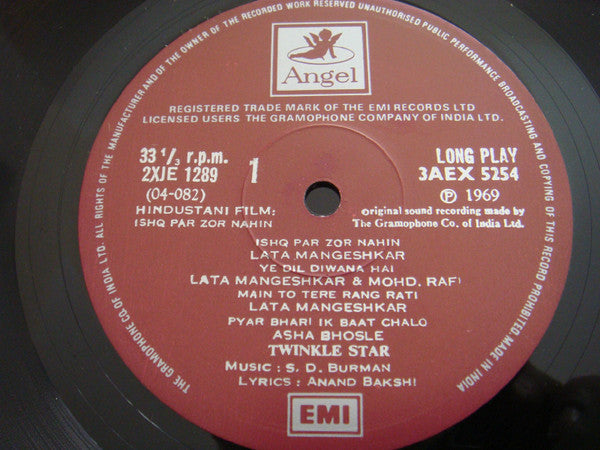 MANUFACTURER AND OF THE OWNER OF THE RECORDED WORK RESERVED UNAUTHORISED PUBLIC PERFORMANCE BROADCASTING AND COPYING OF THIS RECORD PROHIBITED. MADE IN INDIA
THE GRAMOPHONE CO. OF INDIA LTD. ALL RIGHTS OF THE
Angel
REGISTERED TRADE MARK OF THE EMI RECORDS LTD
LICENSED USERS THE GRAMOPHONE COMPANY OF INDIA LTD.
33 1/3 r.p.m. 1 LONG PLAY
2XJE 1289 3AEX 5254
(04-082) ℗ 1969
HINDUSTANI FILM: original sound recording made by
ISHQ PAR ZOR NAHIN The Gramophone Co. of India Ltd.
ISHQ PAR ZOR NAHIN
LATA MANGESHKAR
YE DIL DIWANA HAI
LATA MANGESHKAR & MOHD. RAFI
MAIN TO TERE RANG RATI
LATA MANGESHKAR
PYAR BHARI IK BAAT CHALO
ASHA BHOSLE
TWINKLE STAR
MUSIC : S. D. BURMAN
LYRICS : ANAND BAKSHI
EMI